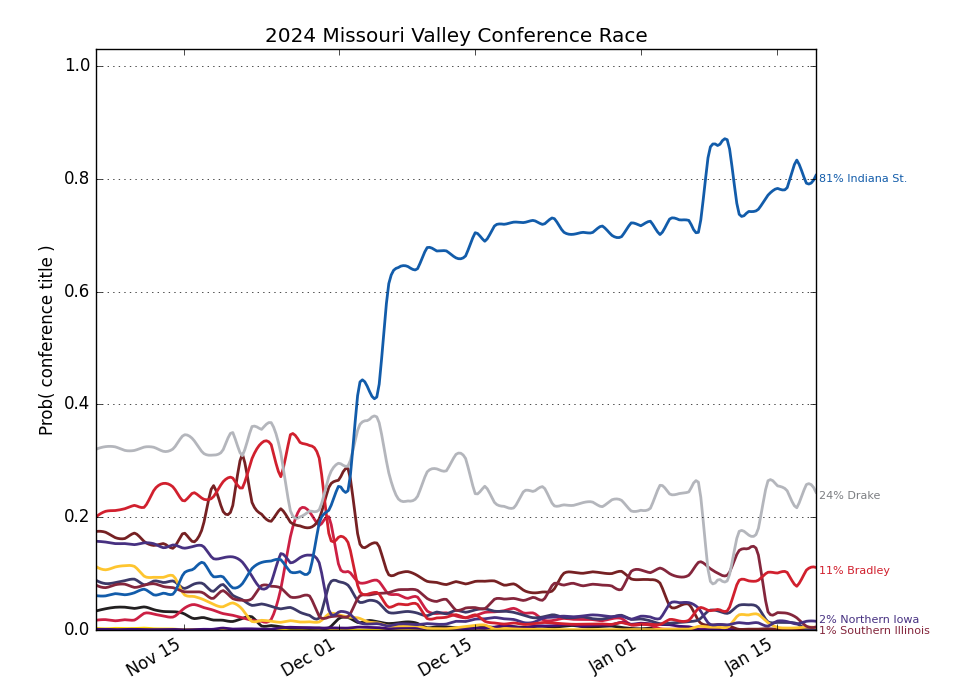 2024 Missouri Valley Conference Race
Prob( conference title )
1.0
0.8
0.6
0.4
0.2
0.0
Nov 15
Dec 01
Dec 15
Jan 01
Jan 15
81% Indiana St.
24% Drake
11% Bradley
2% Northern Iowa
1% Southern Illinois